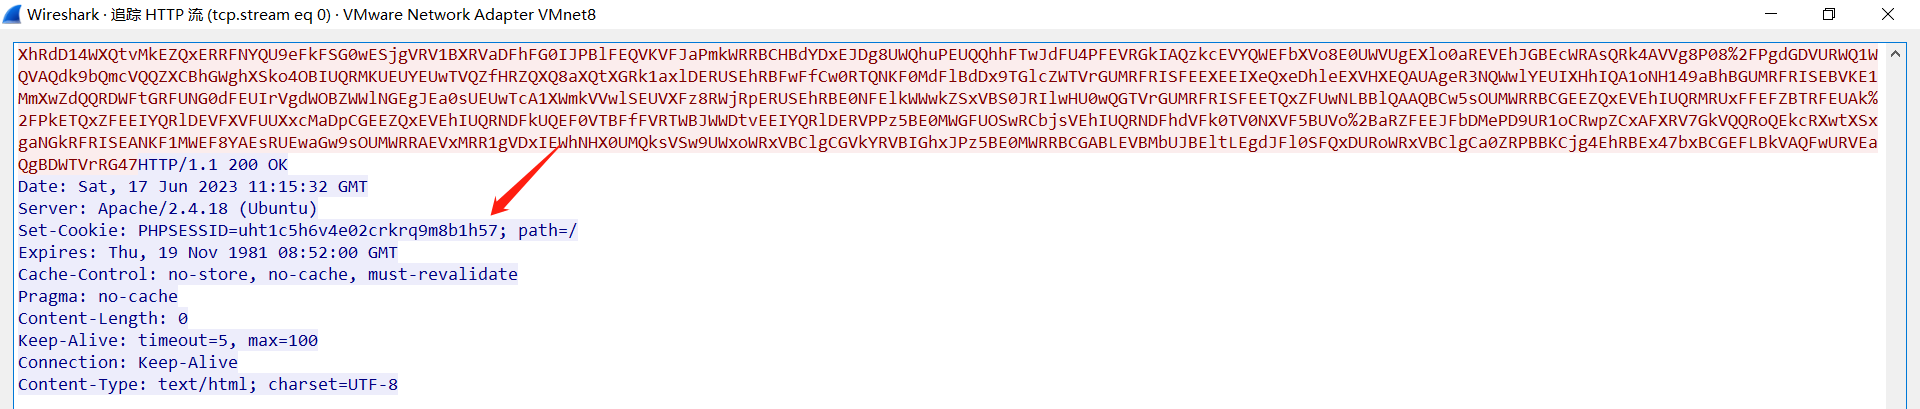 Wireshark · 追踪 HTTP 流 (tcp.stream eq 0) · VMware Network Adapter VMnet8
XhRdD14WXQtvMkEZQxERRFNYQU9eFkFSG0wESjgVRV1BXRVaDFhFG0IJPBlFEQVKVFJaPmkWRRBCHBdYDxEJDg8UWQhuPEUQQhhFTwJdFU4PFEVRGkIAQzkcEVYQWEFbXVo8E0UWVUgEXlo0aREVEhJGBEcWRAsQRk4AVVg8P08%2FPgdGDVURWQ1W
QVAQdk9bQmcVQQZXCBhGWghXSko4OBIUQRMKUEUYEUwTVQZfHRZQXQ8aXQtXGRk1axlDERUSEhRBFwFfCw0RTQNKF0MdFlBdDx9TGlcZWTVrGUMRFRISFEEXEEIXeQxeDhleEXVHXEQAUAgeR3NQWwlYEUIXHhIQA1oNH149aBhBGUMRFRISEBVKE1
MmXwZdQQRDWFtGRFUNG0dFEUIrVgdWOBZWWlNGEgJEa0sUEUwTcA1XWmkVVwlSEUVXFz8RWjRpERUSEhRBE0NFElkWWwkZSxVBS0JRIlwHU0wQGTVrGUMRFRISFEETQxZFUwNLBBlQAAQBCw5sOUMWRRBCGEEZQxEVEhIUQRMRUxFFEFZBTRFEUAk%
2FPkETQxZFEEIYQRlDEVFXVFUUXxcMaDpCGEEZQxEVEhIUQRNDFkUQEF0VTBFfFVRTWBJWWDtvEEIYQRlDERVPPz5BE0MWGFUOSwRCbjsVEhIUQRNDFhdVFk0TV0NXVF5BUVo%2BaRZFEEJFbDMePD9UR1oCRwpZCxAFXRV7GkVQQRoQEkcRXwtXSx
gaNGkRFRISEANKF1MWEF8YAEsRUEwaGw9sOUMWRRAEVxMRR1gVDxIEWhNHX0UMQksVSw9UWxoWRxVBClgCGVkYRVBIGhxJPz5BE0MWRRBCGABLEVBMbUJBEltLEgdJFl0SFQxDURoWRxVBClgCa0ZRPBBKCjg4EhRBEx47bxBCGEFLBkVAQFwURVEa
QgBDWTVrRG47HTTP/1.1 200 OK
Date: Sat, 17 Jun 2023 11:15:32 GMT
Server: Apache/2.4.18 (Ubuntu)
Set-Cookie: PHPSESSID=uht1c5h6v4e02crkrq9m8b1h57; path=/
Expires: Thu, 19 Nov 1981 08:52:00 GMT
Cache-Control: no-store, no-cache, must-revalidate
Pragma: no-cache
Content-Length: 0
Keep-Alive: timeout=5, max=100
Connection: Keep-Alive
Content-Type: text/html; charset=UTF-8